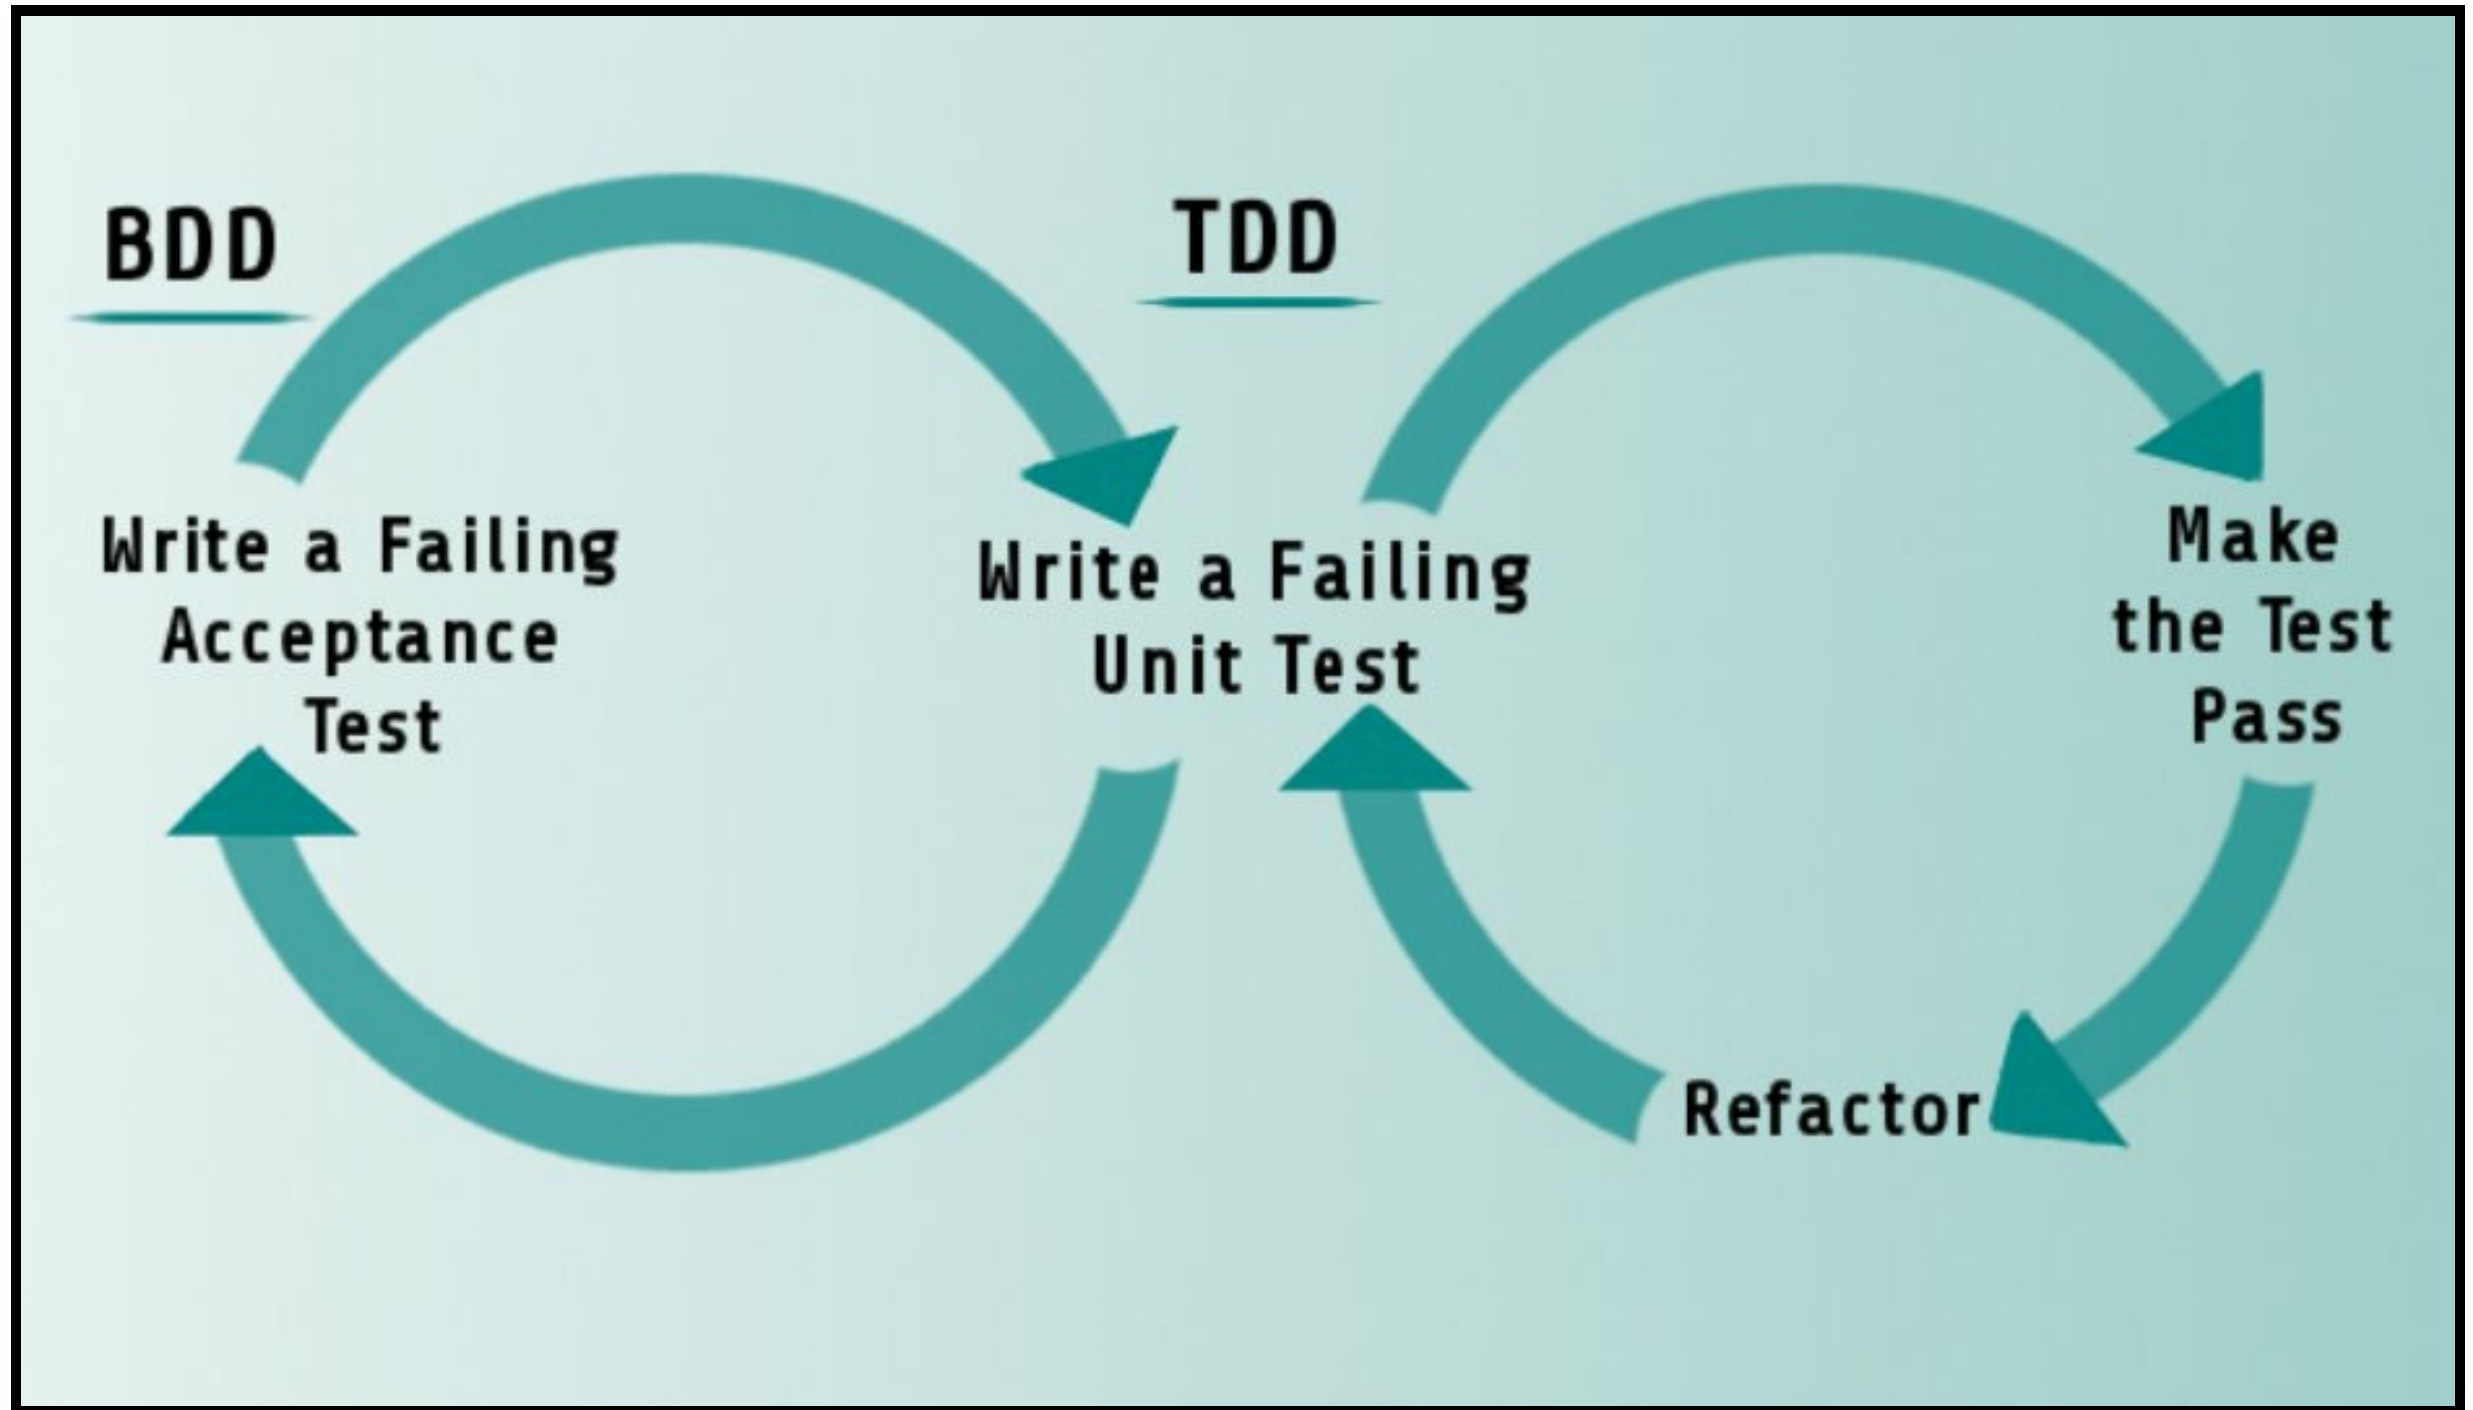 BDD
TDD
Write a Failing
Acceptance
Test
Write a Failing
Unit Test
Make
the Test
Pass
Refactor